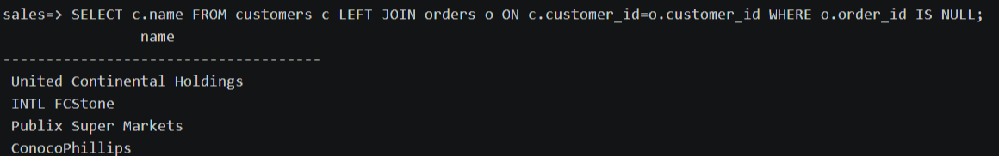 sales=> SELECT c.name FROM customers c LEFT JOIN orders o ON c.customer_id=o.customer_id WHERE o.order_id IS NULL;
name
-------------------------------------
United Continental Holdings
INTL FCStone
Publix Super Markets
ConocoPhillips